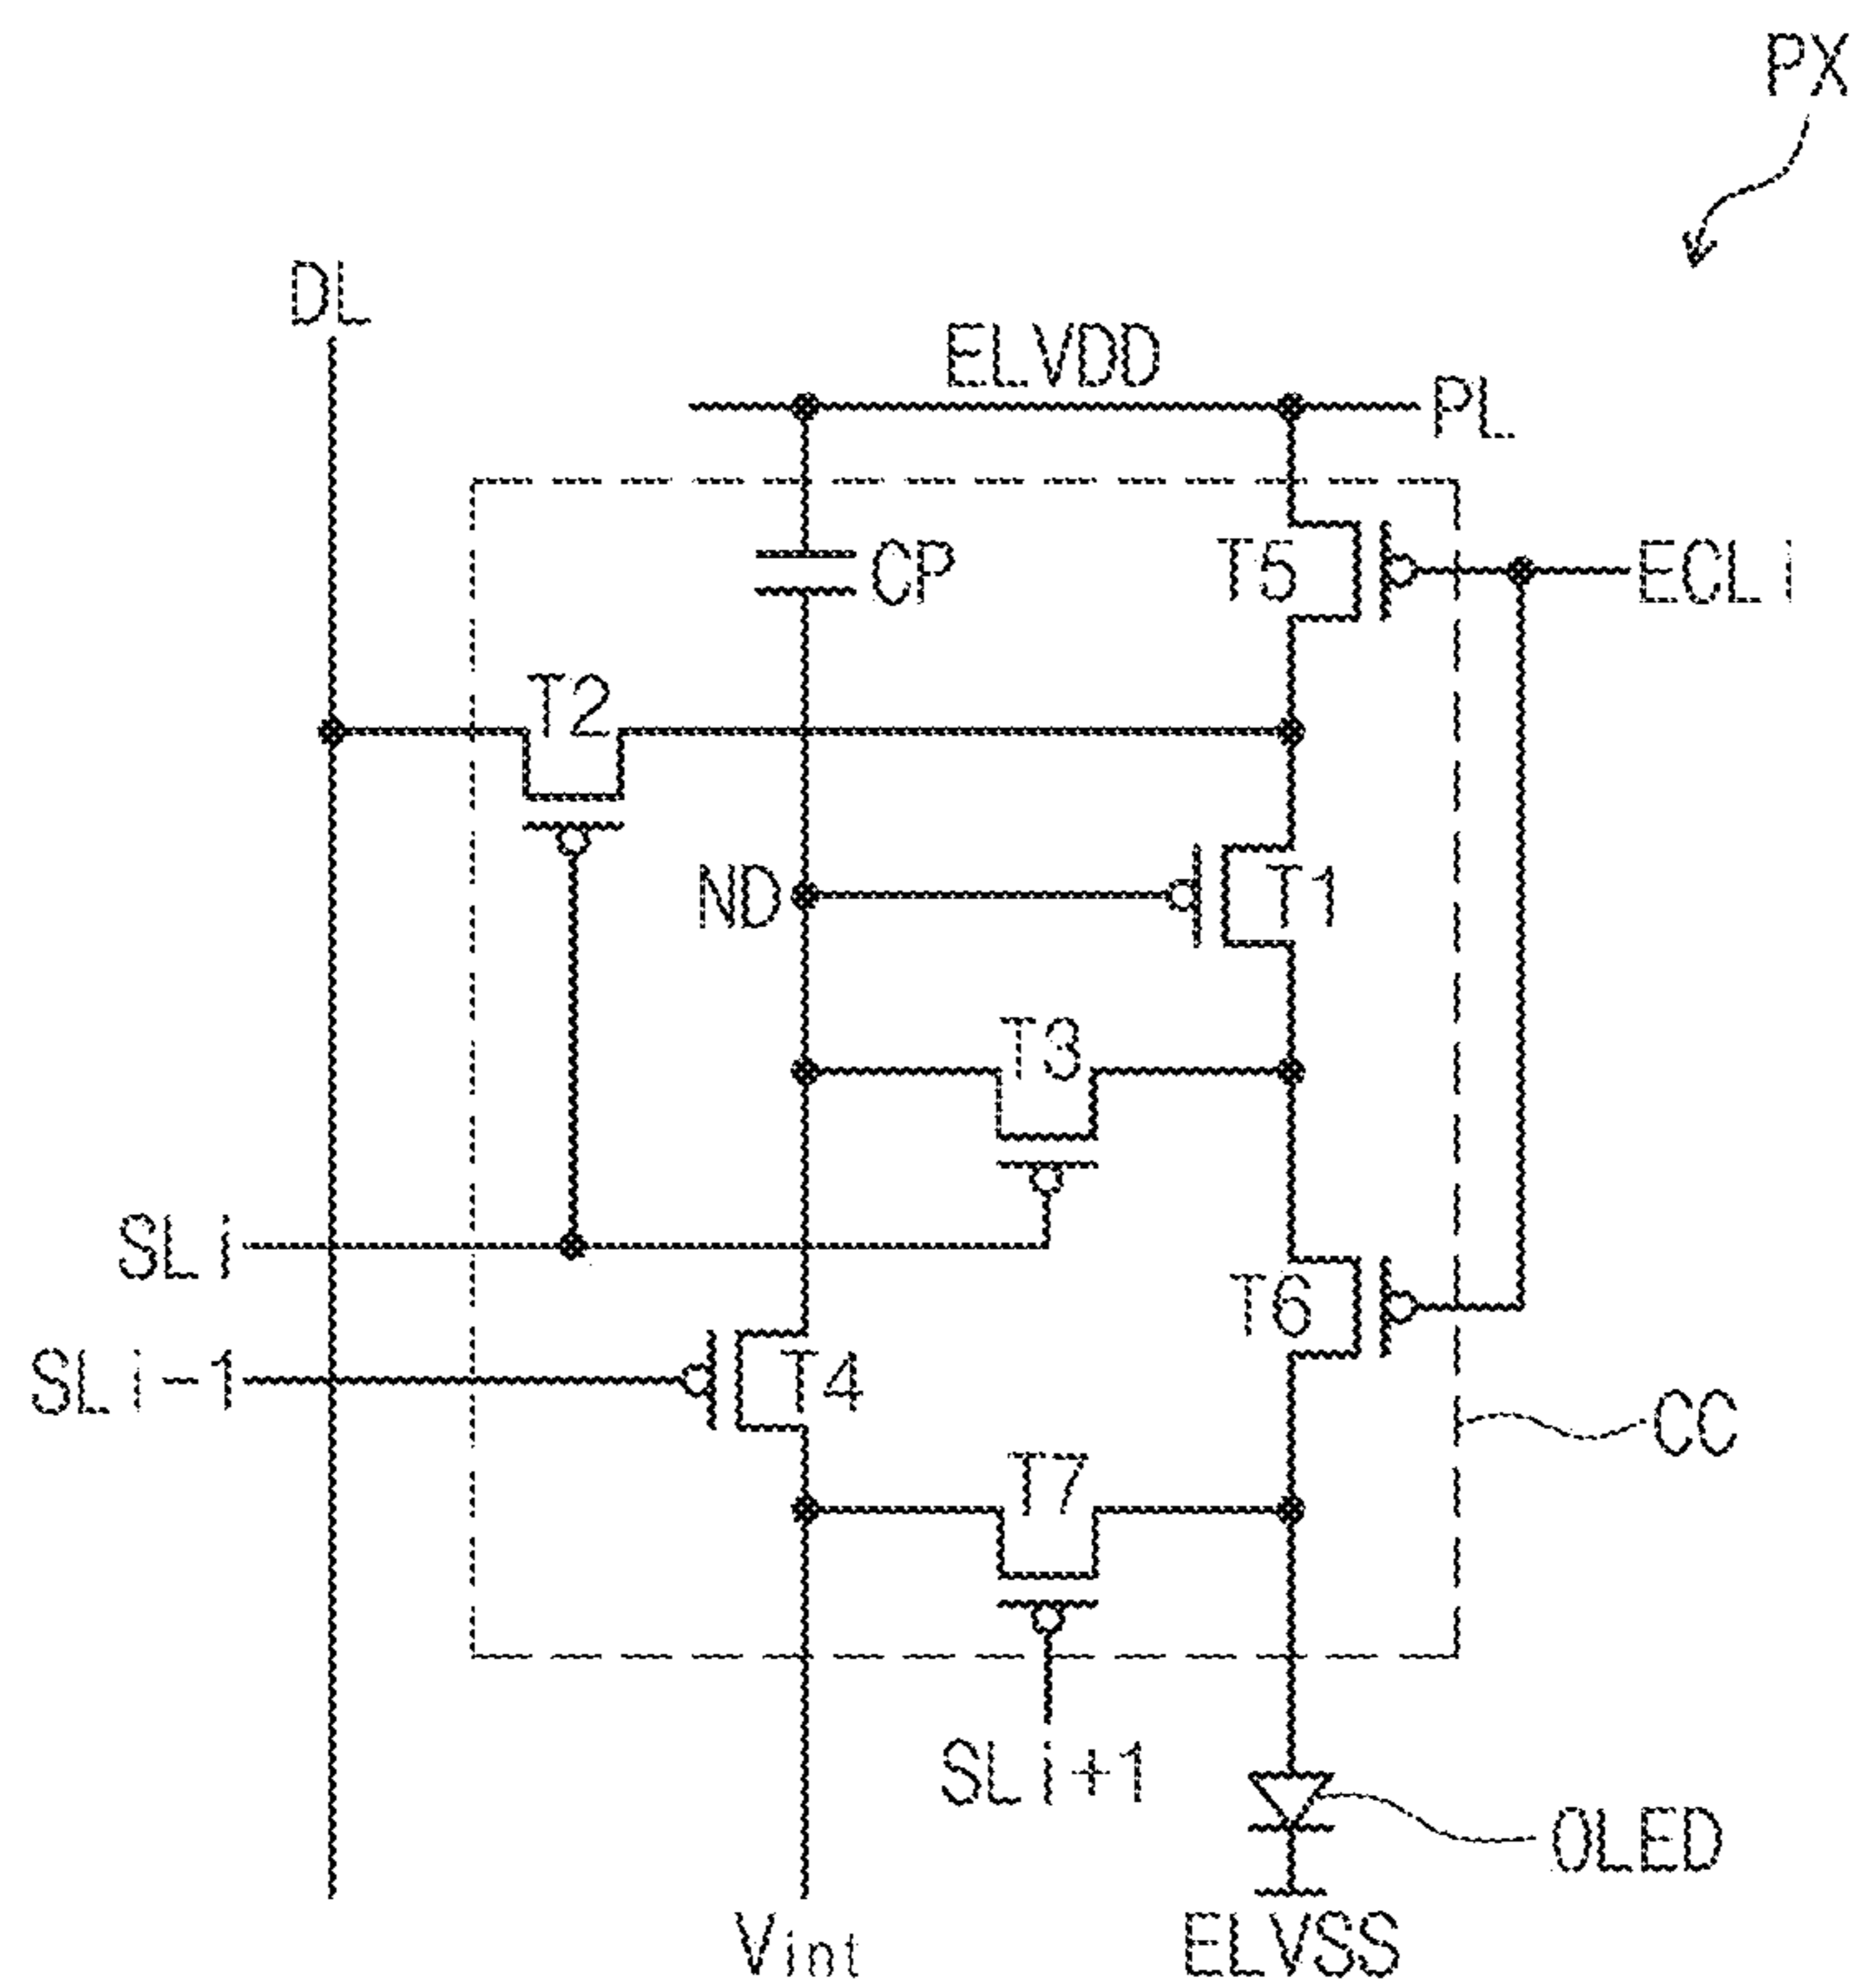 PX
DL
ELVDD
PL
CP
T5
ECLi
T2
ND
T1
T3
SLi
T6
SLi-1
T4
CC
T7
SLi+1
OLED
Vint
ELVSS